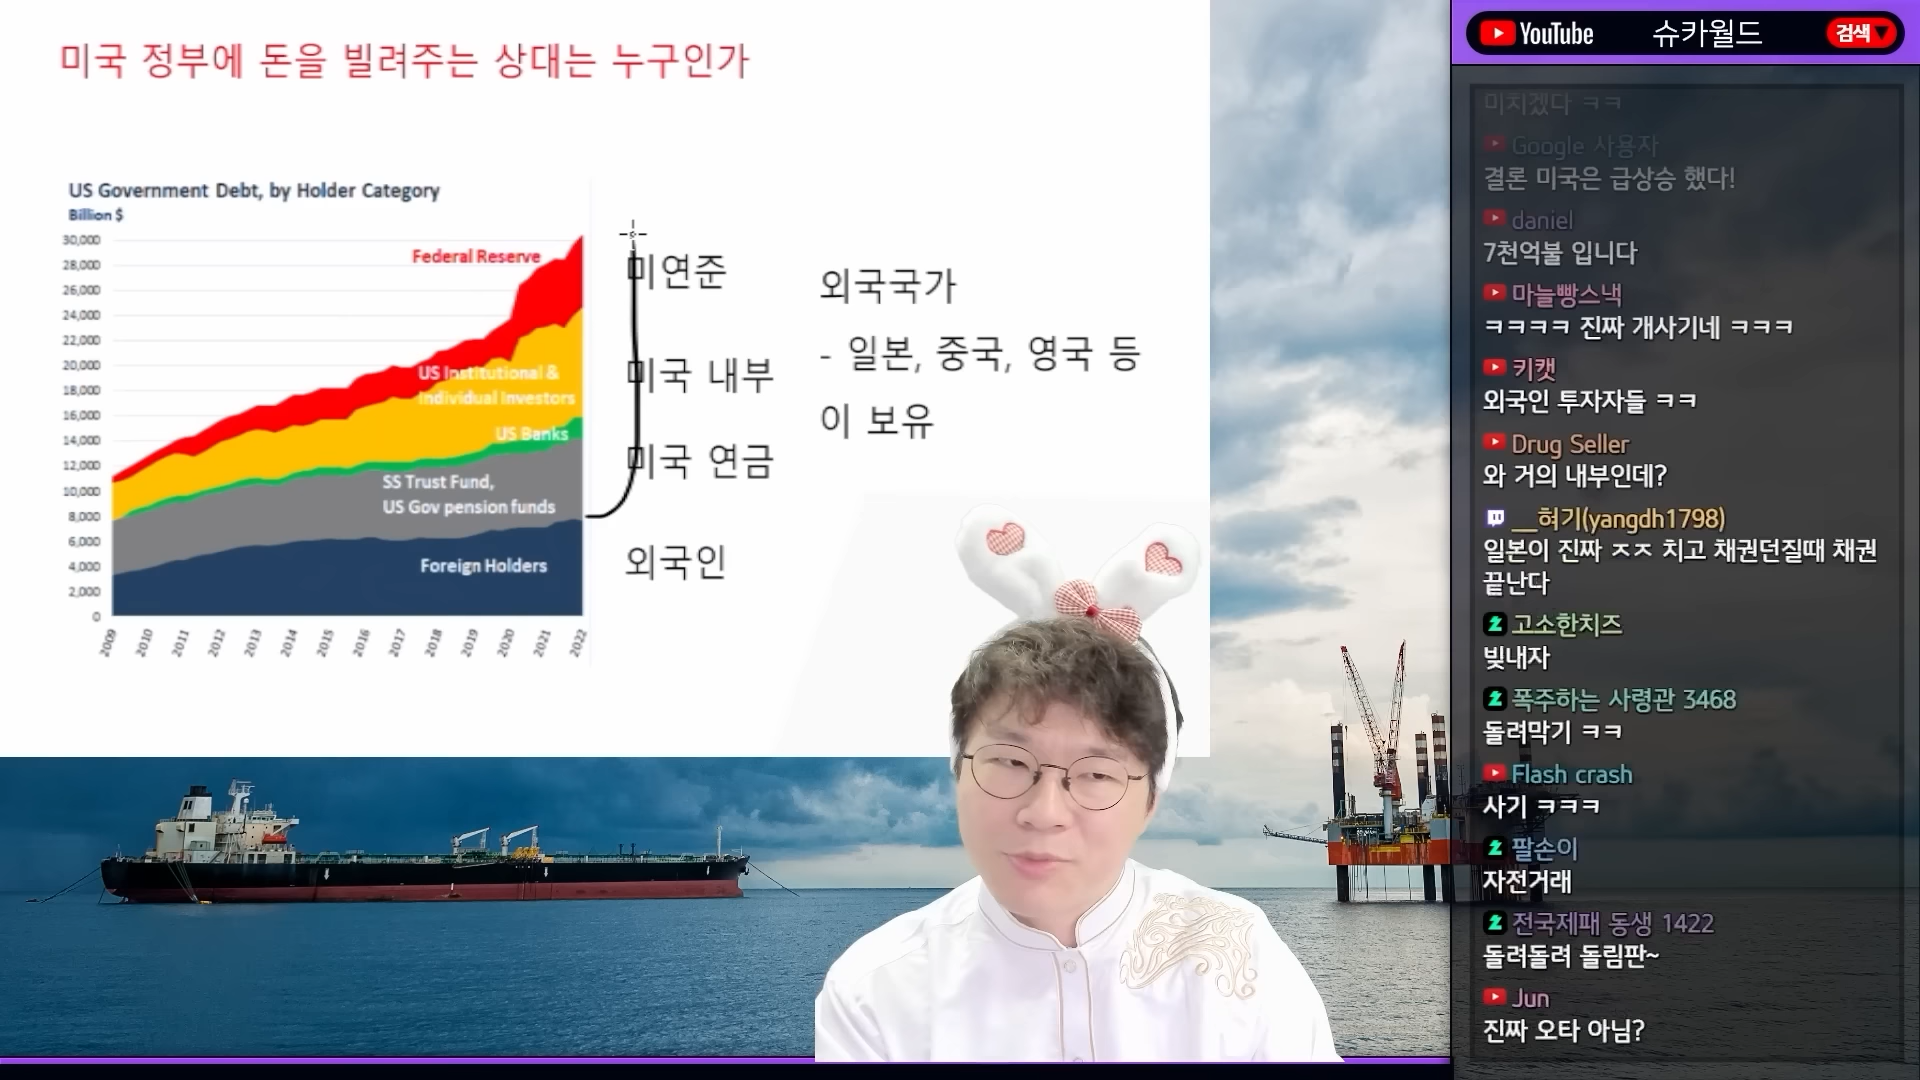 미국 정부에 돈을 빌려주는 상대는 누구인가
US Government Debt, by Holder Category
Billion $
30,000
28,000
26,000
24,000
22,000
20,000
18,000
16,000
14,000
12,000
10,000
8,000
6,000
4,000
2,000
0
Federal Reserve
US Institutional &
Individual Investors
US Banks
SS Trust Fund,
US Gov pension funds
Foreign Holders
2009
2010
2011
2012
2013
2014
2015
2016
2017
2018
2019
2020
2021
2022
미연준
미국 내부
미국 연금
외국인
외국국가
- 일본, 중국, 영국 등
이 보유
YouTube 슈카월드 검색
미치겠다 ㅋㅋ
Google 사용자
결론 미국은 급상승 했다!
daniel
7천억불 입니다
마늘빵스낵
ㅋㅋㅋㅋ 진짜 개사기네 ㅋㅋㅋ
키캣
외국인 투자자들 ㅋㅋ
Drug Seller
와 거의 내부인데?
__혀기(yangdh1798)
일본이 진짜 ㅈㅈ 치고 채권던질때 채권
끝난다
고소한치즈
빚내자
폭주하는 사령관 3468
돌려막기 ㅋㅋ
Flash crash
사기 ㅋㅋㅋ
팔손이
자전거래
전국제패 동생 1422
돌려돌려 돌림판~
Jun
진짜 오타 아님?